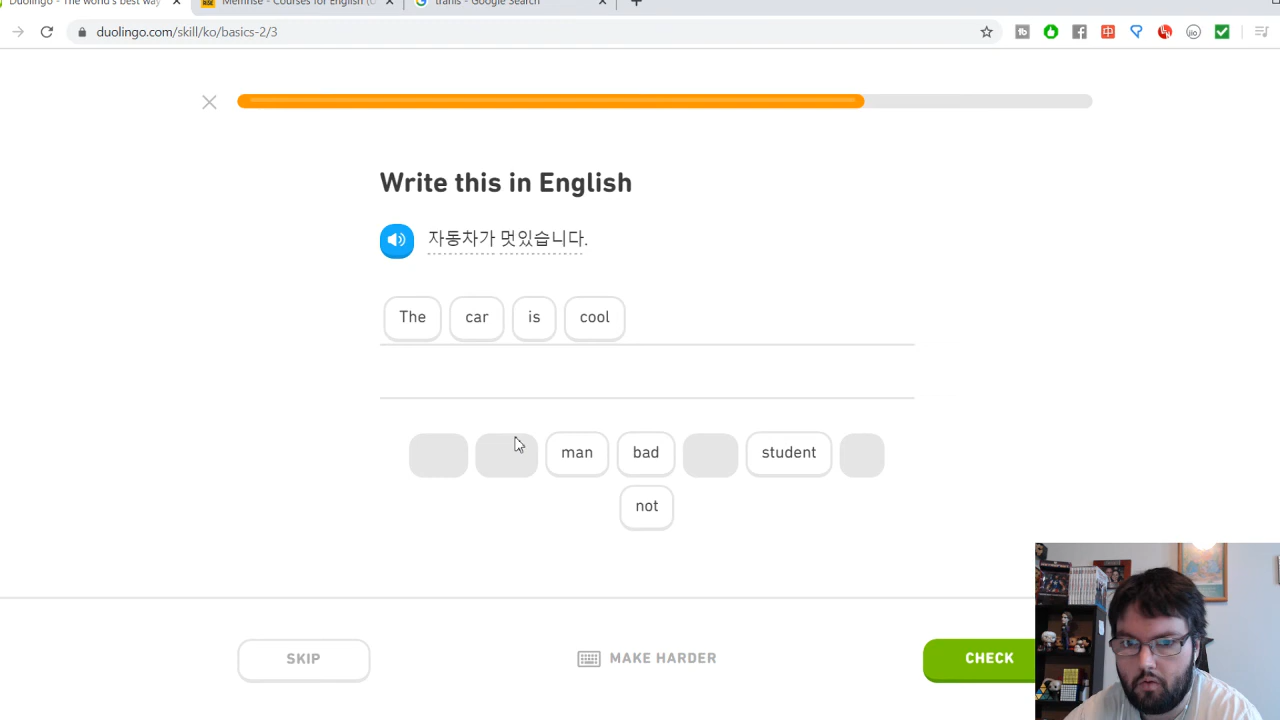 Duolingo - The world's best way
Memrise - Courses for English (U
tranls - Google Search
duolingo.com/skill/ko/basics-2/3
Write this in English
자동차가 멋있습니다.
The car is cool
man bad student
not
SKIP
MAKE HARDER
CHECK